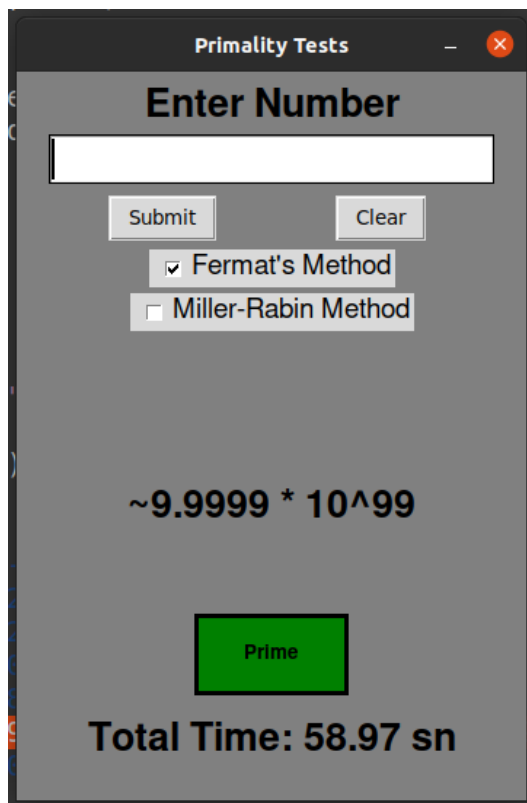 Primality Tests
Enter Number
Submit Clear
Fermat's Method
Miller-Rabin Method
~9.9999 * 10^99
Prime
Total Time: 58.97 sn